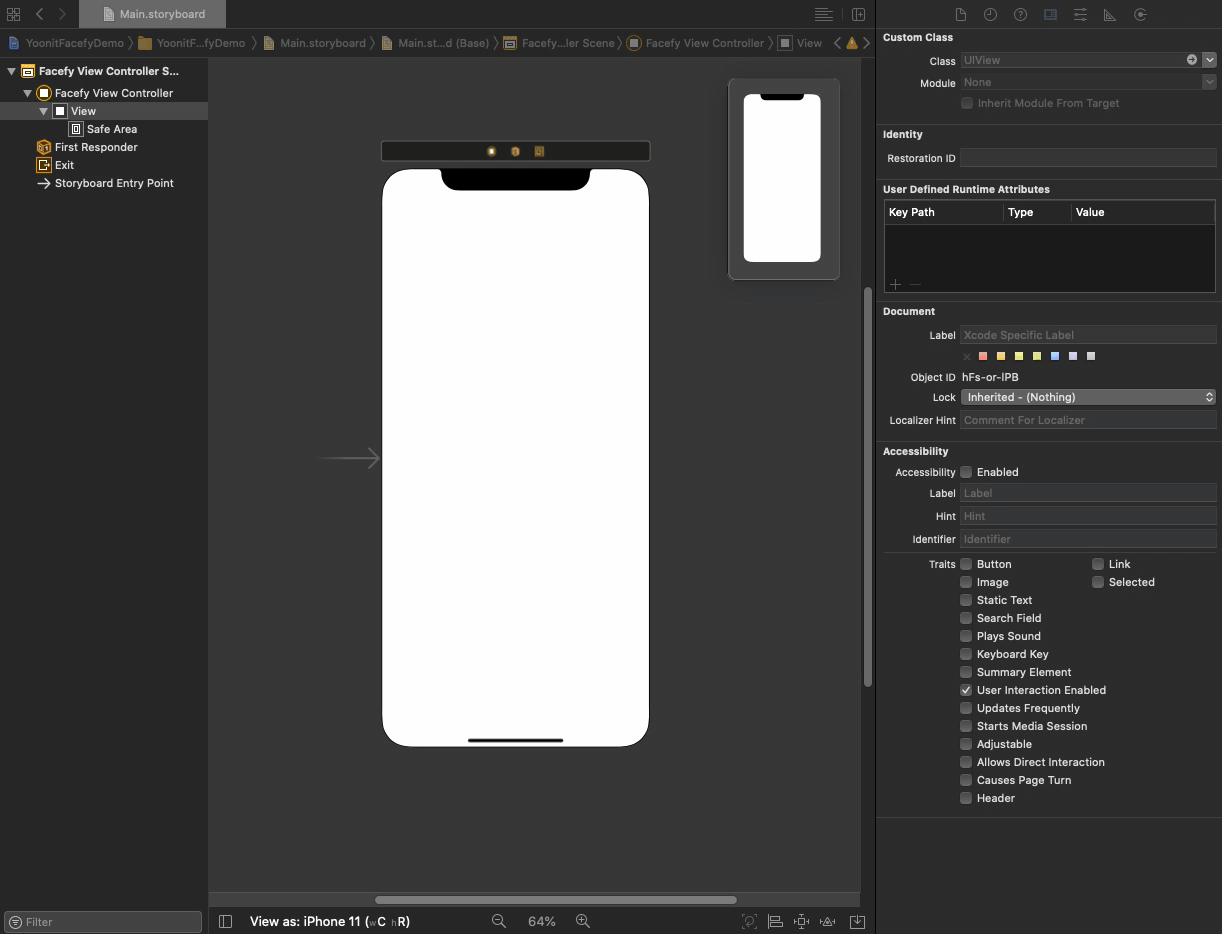 Main.storyboard
YoonitFacefyDemo
YoonitF...fyDemo
Main.storyboard
Main.st...d (Base)
Facefy...ler Scene
Facefy View Controller
View
Facefy View Controller S...
Facefy View Controller
View
Safe Area
First Responder
Exit
Storyboard Entry Point
Filter
View as: iPhone 11 (wC hR)
64%
Custom Class
Class UIView
Module None
Inherit Module From Target
Identity
Restoration ID
User Defined Runtime Attributes
Key Path Type Value
Document
Label Xcode Specific Label
Object ID hFs-or-IPB
Lock Inherited - (Nothing)
Localizer Hint Comment For Localizer
Accessibility
Accessibility Enabled
Label Label
Hint Hint
Identifier Identifier
Traits Button Link
Image Selected
Static Text
Search Field
Plays Sound
Keyboard Key
Summary Element
User Interaction Enabled
Updates Frequently
Starts Media Session
Adjustable
Allows Direct Interaction
Causes Page Turn
Header